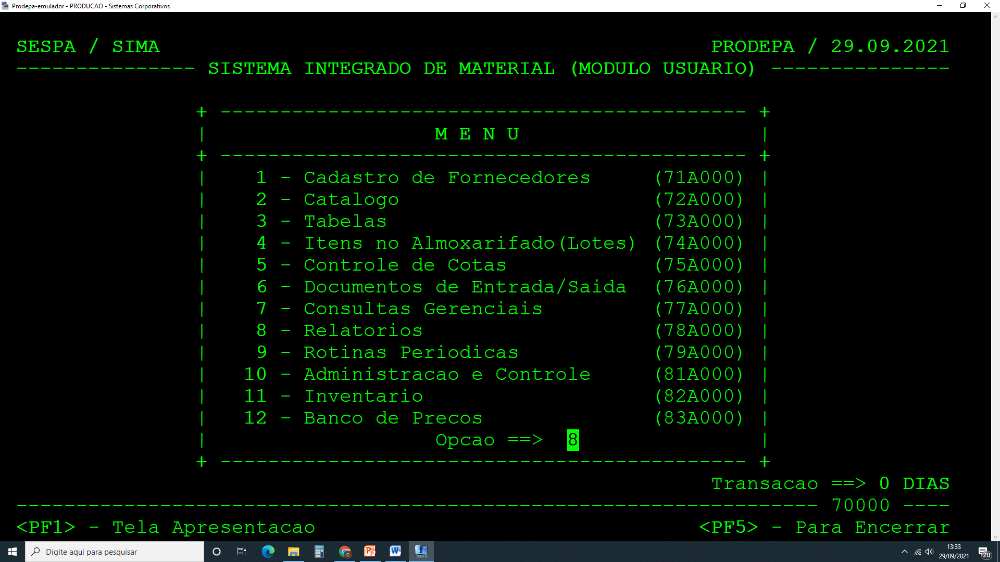 Prodepa-emulador - PRODUCAO - Sistemas Corporativos
SESPA / SIMA PRODEPA / 29.09.2021
--------------- SISTEMA INTEGRADO DE MATERIAL (MODULO USUARIO) ---------------
+ -------------------------------------------- +
| M E N U |
+ -------------------------------------------- +
| 1 - Cadastro de Fornecedores (71A000) |
| 2 - Catalogo (72A000) |
| 3 - Tabelas (73A000) |
| 4 - Itens no Almoxarifado(Lotes) (74A000) |
| 5 - Controle de Cotas (75A000) |
| 6 - Documentos de Entrada/Saida (76A000) |
| 7 - Consultas Gerenciais (77A000) |
| 8 - Relatorios (78A000) |
| 9 - Rotinas Periodicas (79A000) |
| 10 - Administracao e Controle (81A000) |
| 11 - Inventario (82A000) |
| 12 - Banco de Precos (83A000) |
| Opcao ==> 8 |
+ -------------------------------------------- +
Transacao ==> 0 DIAS
------------------------------------------------------------------- 70000 ----
<PF1> - Tela Apresentacao <PF5> - Para Encerrar
Digite aqui para pesquisar
13:33
29/09/2021
20